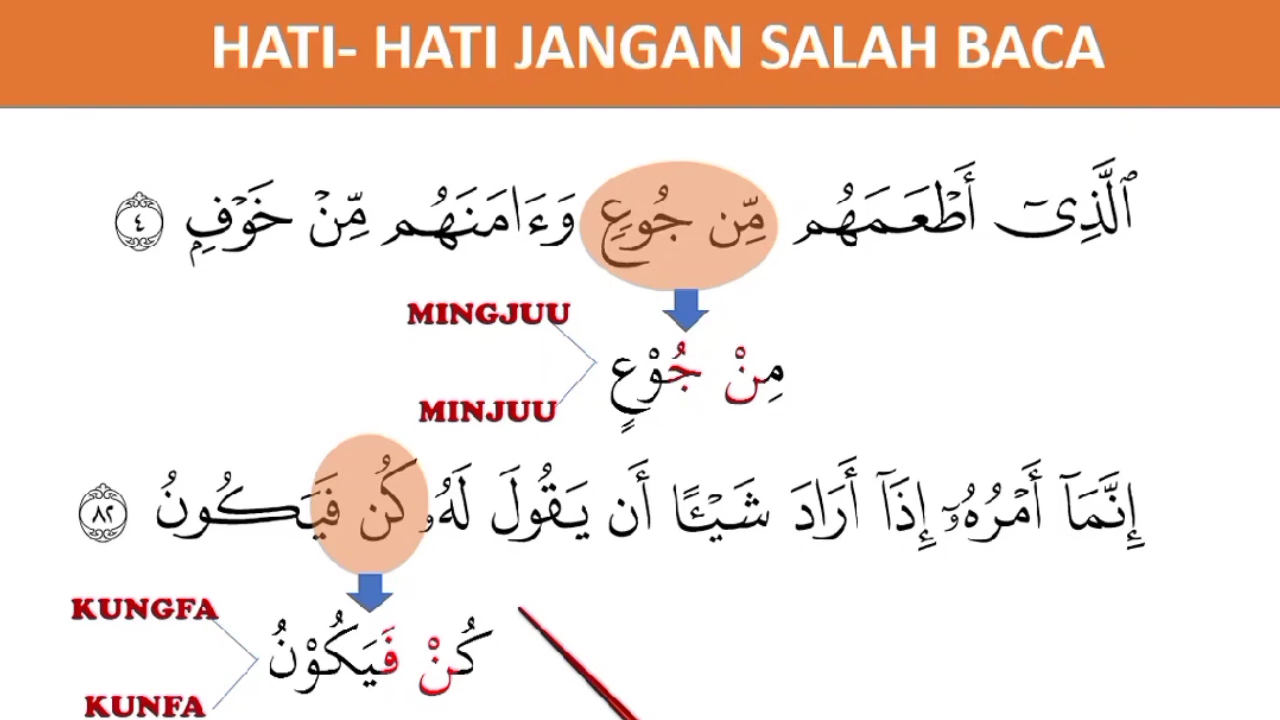 HATI- HATI JANGAN SALAH BACA
ٱلَّذِىٓ أَطْعَمَهُم مِّن جُوعٍ وَءَامَنَهُم مِّنْ خَوْفٍۭ ٤
MINGJUU
مِنْ جُوْعٍ
MINJUU
إِنَّمَآ أَمْرُهُۥٓ إِذَآ أَرَادَ شَيْـًٔا أَن يَقُولَ لَهُۥ كُن فَيَكُونُ ٨٢
KUNGFA
كُنْ فَيَكُوْنُ
KUNFA